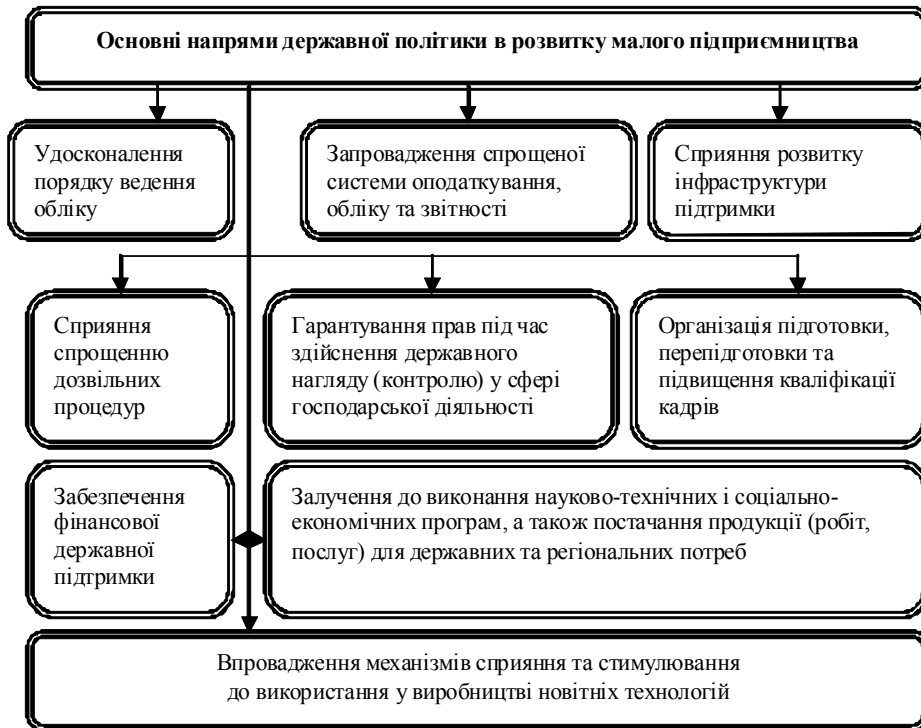 Основні напрями державної політики в розвитку малого підприємництва
Удосконалення
порядку ведення
обліку
Запровадження спрощеної
системи оподаткування,
обліку та звітності
Сприяння розвитку
інфраструктури
підтримки
Сприяння
спрощенню
дозвільних
процедур
Гарантування прав під час
здійснення державного
нагляду (контролю) у сфері
господарської діяльності
Організація підготовки,
перепідготовки та
підвищення кваліфікації
кадрів
Забезпечення
фінансової
державної
підтримки
Залучення до виконання науково-технічних і соціально-
економічних програм, а також постачання продукції (робіт,
послуг) для державних та регіональних потреб
Впровадження механізмів сприяння та стимулювання
до використання у виробництві новітніх технологій